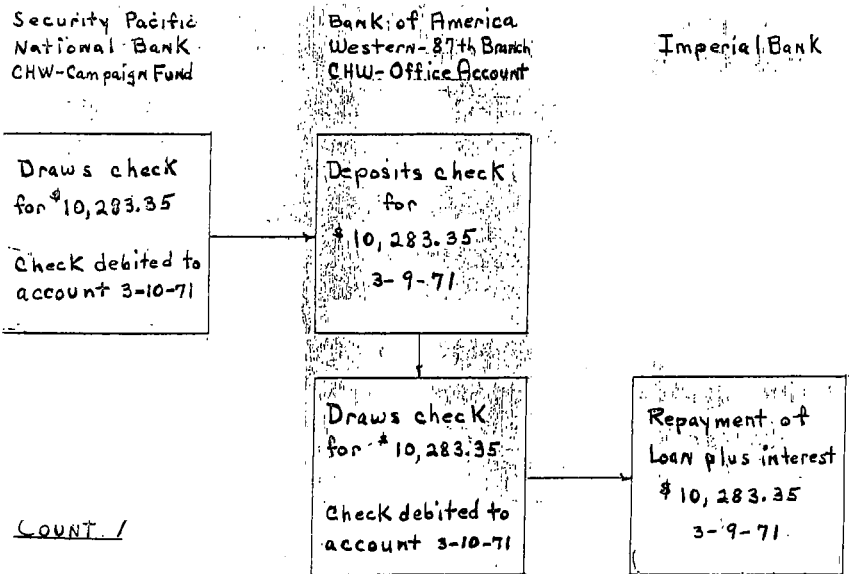 Security Pacific
National Bank
CHW-Campaign Fund
Bank of America
Western-87th Branch
CHW-Office Account
Imperial Bank
Draws check
for $10,283.35
Check debited to
account 3-10-71
Deposits check
for
$10,283.35
3-9-71
Draws check
for $10,283.35
Check debited to
account 3-10-71
Repayment of
Loan plus interest
$10,283.35
3-9-71
COUNT 1